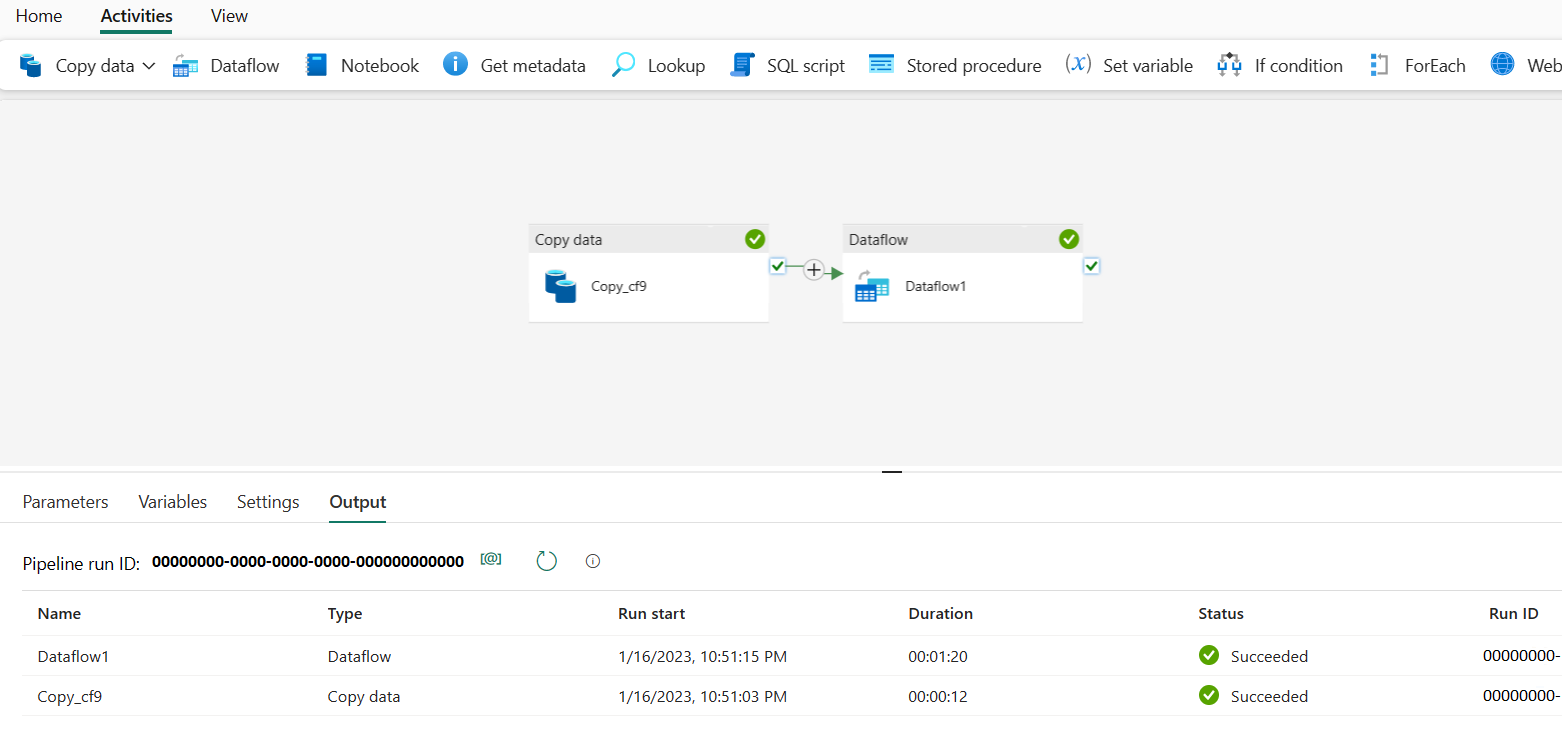 Home Activities View
Copy data Dataflow Notebook Get metadata Lookup SQL script Stored procedure (x) Set variable If condition ForEach Web
Copy data Dataflow
Copy_cf9 Dataflow1
Parameters Variables Settings Output
Pipeline run ID: 00000000-0000-0000-0000-000000000000 [@]
Name Type Run start Duration Status Run ID
Dataflow1 Dataflow 1/16/2023, 10:51:15 PM 00:01:20 Succeeded 00000000-
Copy_cf9 Copy data 1/16/2023, 10:51:03 PM 00:00:12 Succeeded 00000000-